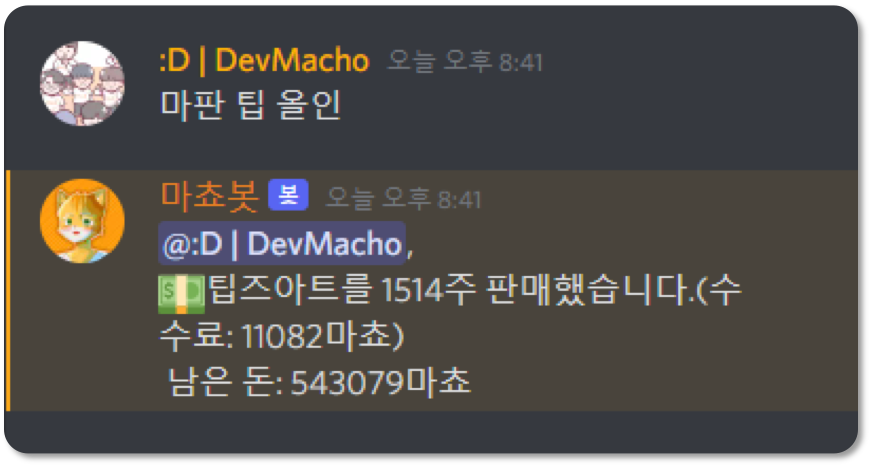 :D | DevMacho 오늘 오후 8:41
마판 팁 올인
마쵸봇 봇 오늘 오후 8:41
@:D | DevMacho,
팁즈아트를 1514주 판매했습니다.(수
수료: 11082마쵸)
남은 돈: 543079마쵸